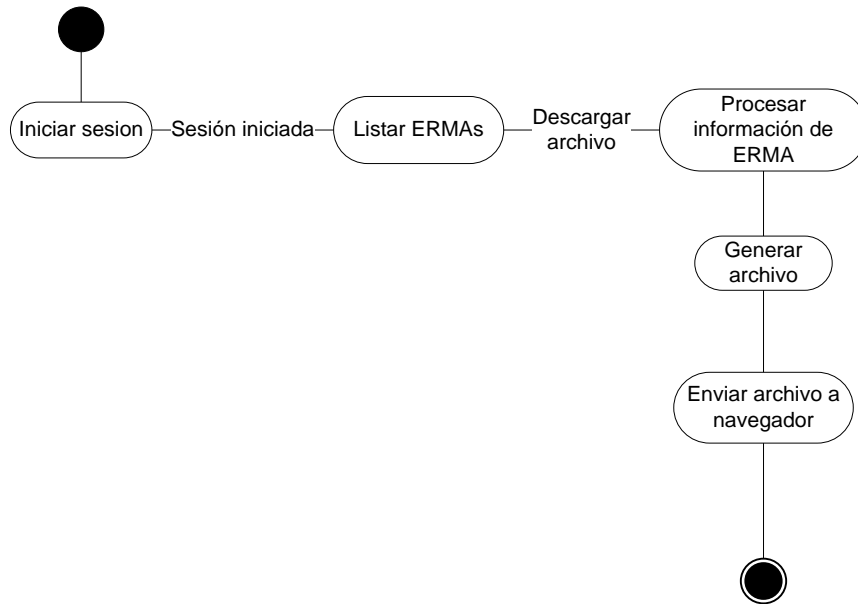 Iniciar sesion
Sesión iniciada
Listar ERMAs
Descargar
archivo
Procesar
información de
ERMA
Generar
archivo
Enviar archivo a
navegador